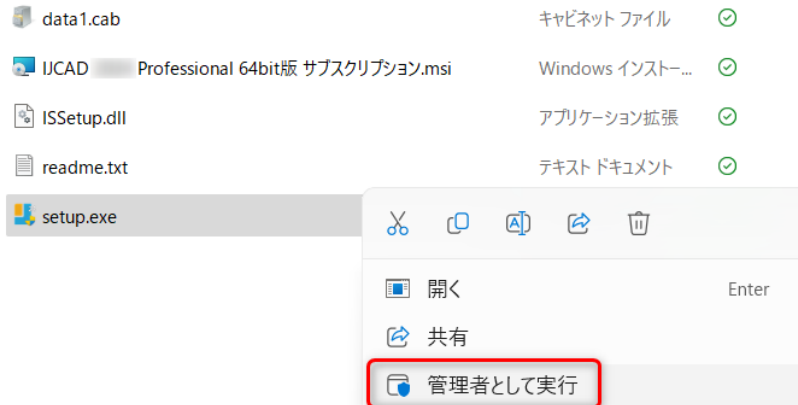 data1.cab キャビネット ファイル
IJCAD Professional 64bit版 サブスクリプション.msi Windows インストー...
ISSetup.dll アプリケーション拡張
readme.txt テキスト ドキュメント
setup.exe
開く Enter
共有
管理者として実行